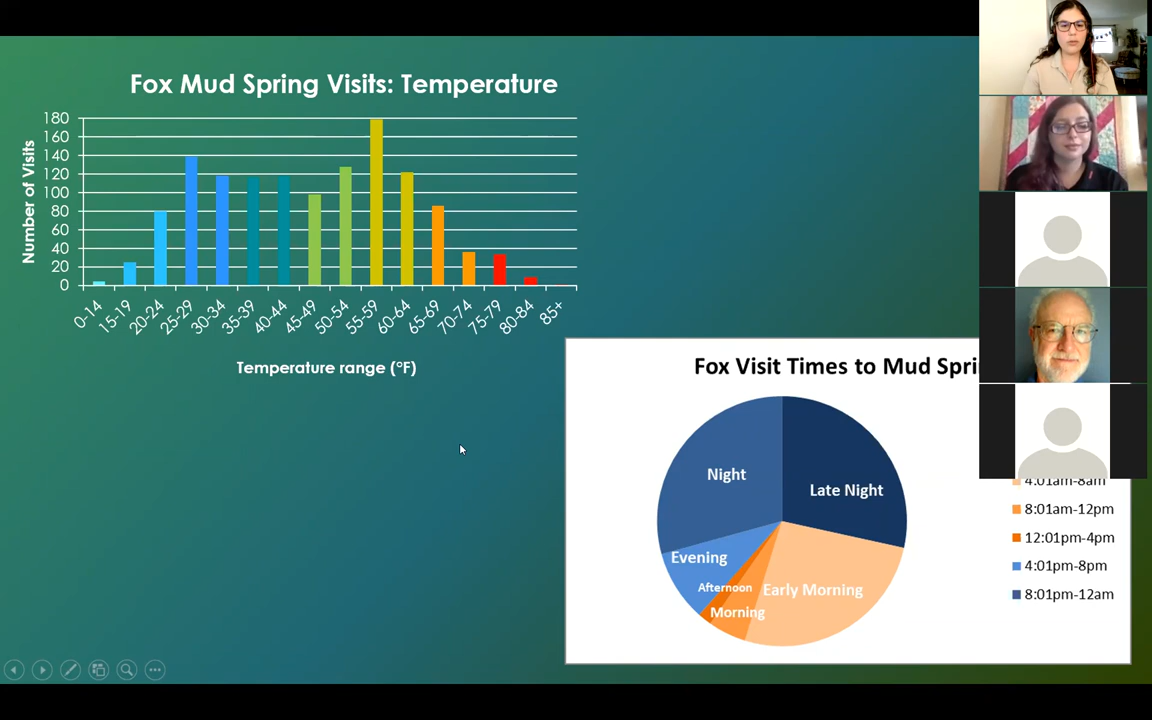 Fox Mud Spring Visits: Temperature
Number of Visits
180
160
140
120
100
80
60
40
20
0
0-14
15-19
20-24
25-29
30-34
35-39
40-44
45-49
50-54
55-59
60-64
65-69
70-74
75-79
80-84
85+
Temperature range (°F)
Fox Visit Times to Mud Spri
Night
Late Night
Evening
Afternoon
Early Morning
Morning
4:01am-8am
8:01am-12pm
12:01pm-4pm
4:01pm-8pm
8:01pm-12am